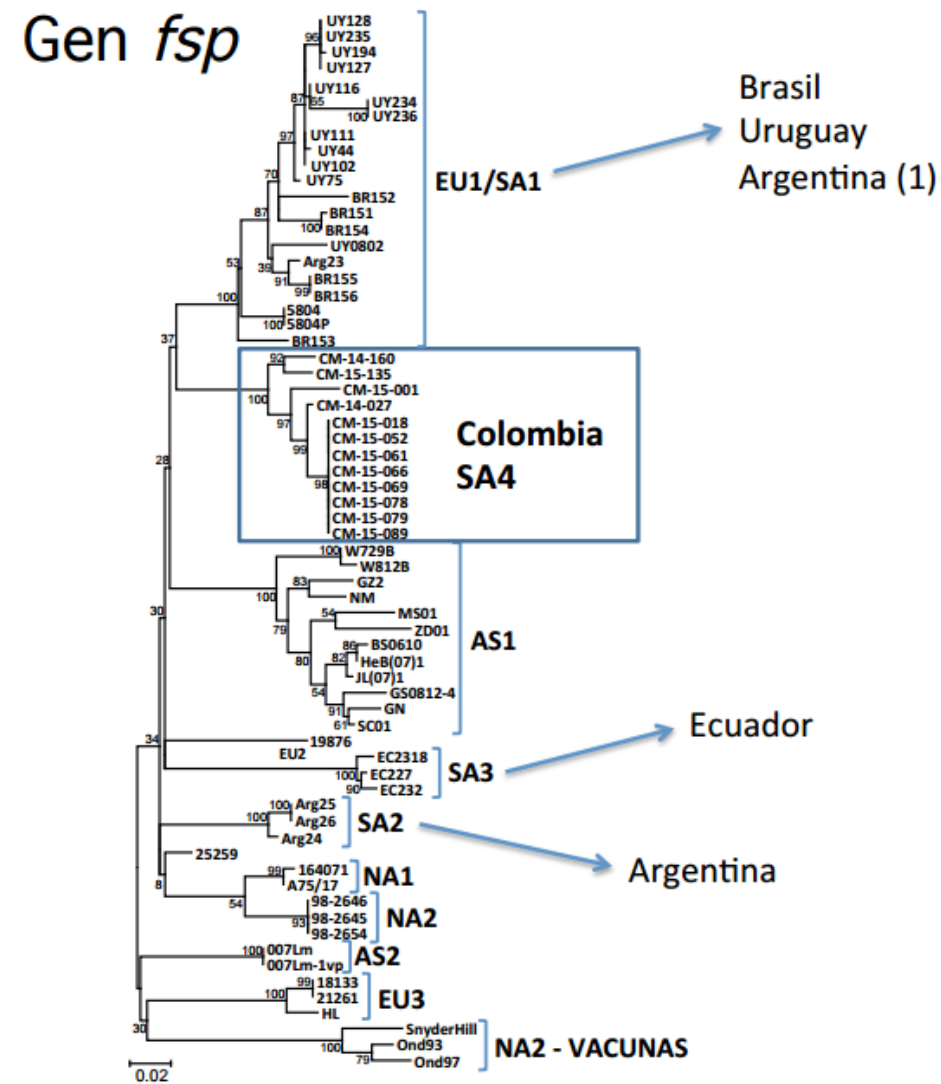 Gen fsp
UY128
96
UY235
UY194
UY127
UY116
87
65
UY234
100
UY236
97
UY111
UY44
UY102
UY75
70
BR152
87
BR151
100
BR154
UY0802
53
39
Arg23
91
BR155
99
BR156
100
5804
100
5804P
BR153
EU1/SA1
Brasil
Uruguay
Argentina (1)
37
92
CM-14-160
CM-15-135
100
CM-15-001
97
CM-14-027
CM-15-018
99
CM-15-052
CM-15-061
CM-15-066
98
CM-15-069
CM-15-078
CM-15-079
CM-15-089
Colombia
SA4
28
100
W729B
W812B
83
GZ2
100
NM
54
MS01
79
ZD01
80
86
BS0610
82
HeB(07)1
JL(07)1
54
GS0812-4
91
GN
61
SC01
AS1
30
34
19876
EU2
EC2318
100
EC227
90
EC232
SA3
Ecuador
100
Arg25
100
Arg26
Arg24
SA2
Argentina
25259
8
99
164071
A75/17
NA1
54
98-2646
93
98-2645
98-2654
NA2
100
007Lm
007Lm-1vp
AS2
99
18133
100
21261
HL
EU3
30
SnyderHill
100
Ond93
79
Ond97
NA2 - VACUNAS
0.02